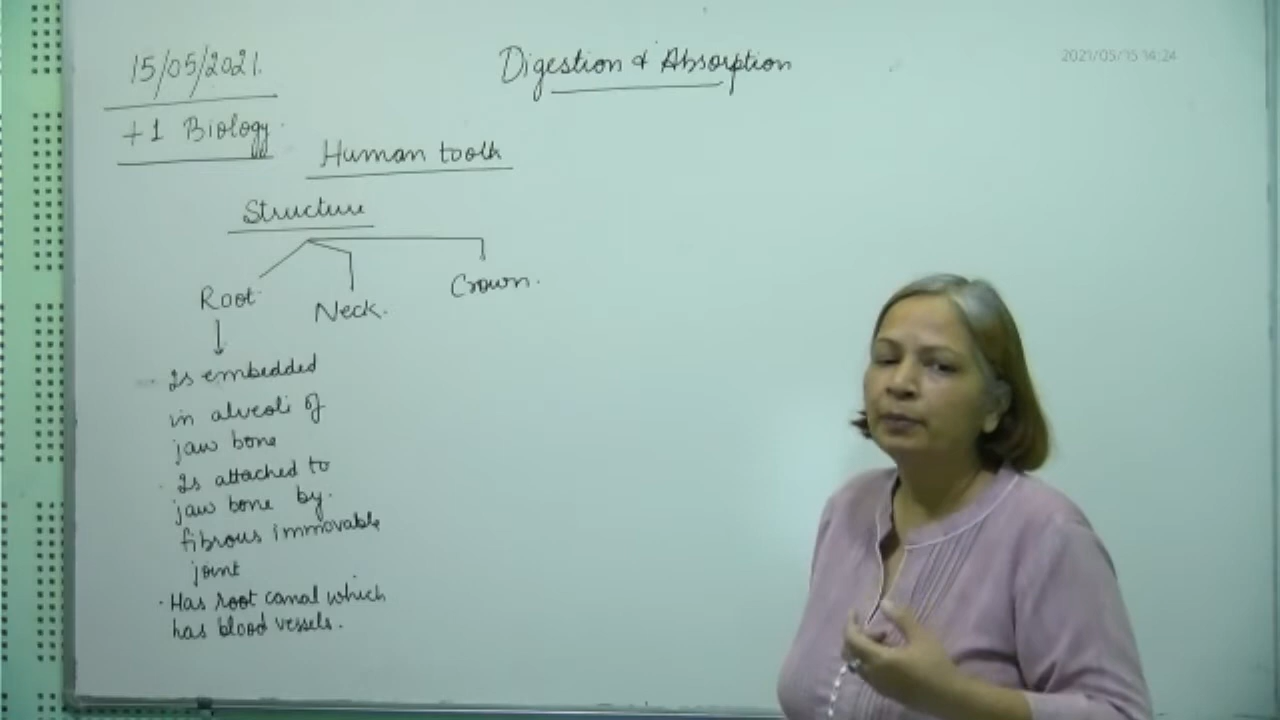 15/05/2021.
Digestion & Absorption
2021/05/15 14:24
+1 Biology
Human tooth
Structure
Root
Neck.
Crown.
Is embedded
in alveoli of
jaw bone
Is attached to
jaw bone by
fibrous immovable
joint
· Has root canal which
has blood vessels.